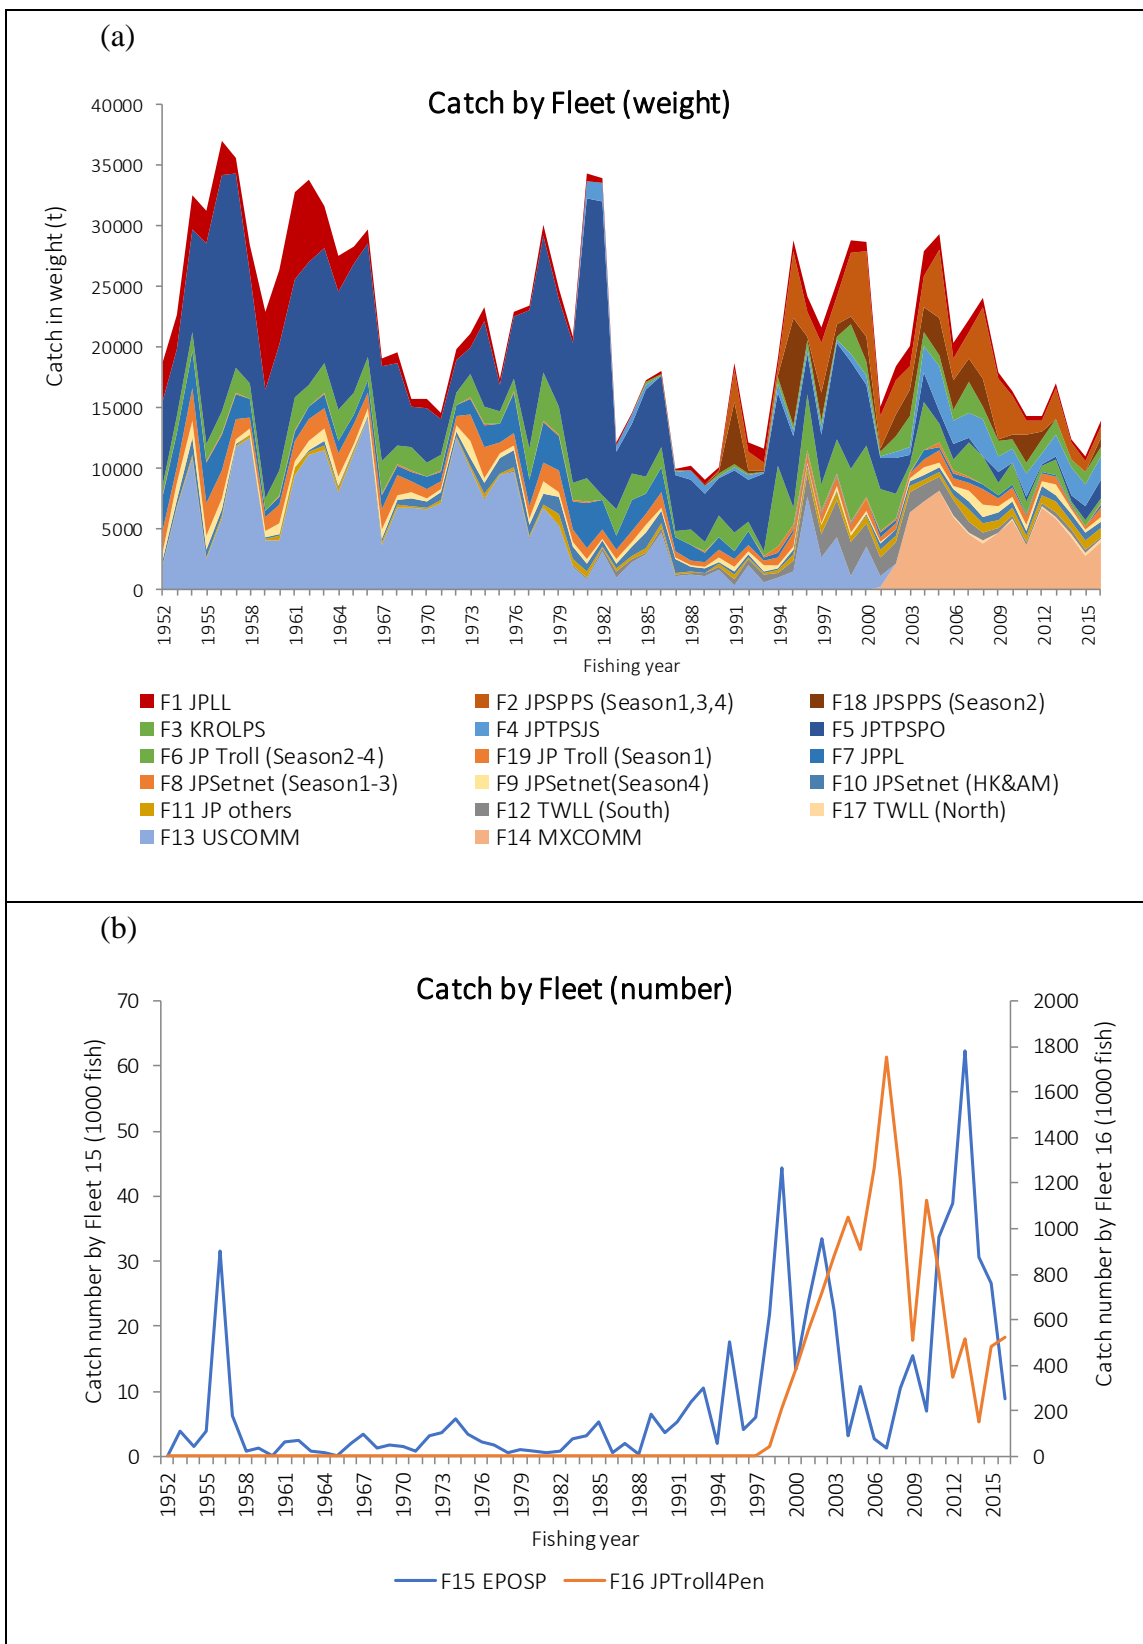 (a)
Catch by Fleet (weight)
Catch in weight (t)
40000
35000
30000
25000
20000
15000
10000
5000
0
1952 1955 1958 1961 1964 1967 1970 1973 1976 1979 1982 1985 1988 1991 1994 1997 2000 2003 2006 2009 2012 2015
Fishing year
F1 JPLL F2 JPSPPS (Season1,3,4) F18 JPSPPS (Season2)
F3 KROLPS F4 JPTPSJS F5 JPTPSPO
F6 JP Troll (Season2-4) F19 JP Troll (Season1) F7 JPPL
F8 JPSetnet (Season1-3) F9 JPSetnet(Season4) F10 JPSetnet (HK&AM)
F11 JP others F12 TWLL (South) F17 TWLL (North)
F13 USCOMM F14 MXCOMM
(b)
Catch by Fleet (number)
Catch number by Fleet 15 (1000 fish)
70
60
50
40
30
20
10
0
2000
1800
1600
1400
1200
1000
800
600
400
200
0
Catch number by Fleet 16 (1000 fish)
1952 1955 1958 1961 1964 1967 1970 1973 1976 1979 1982 1985 1988 1991 1994 1997 2000 2003 2006 2009 2012 2015
Fishing year
F15 EPOSP F16 JPTroll4Pen